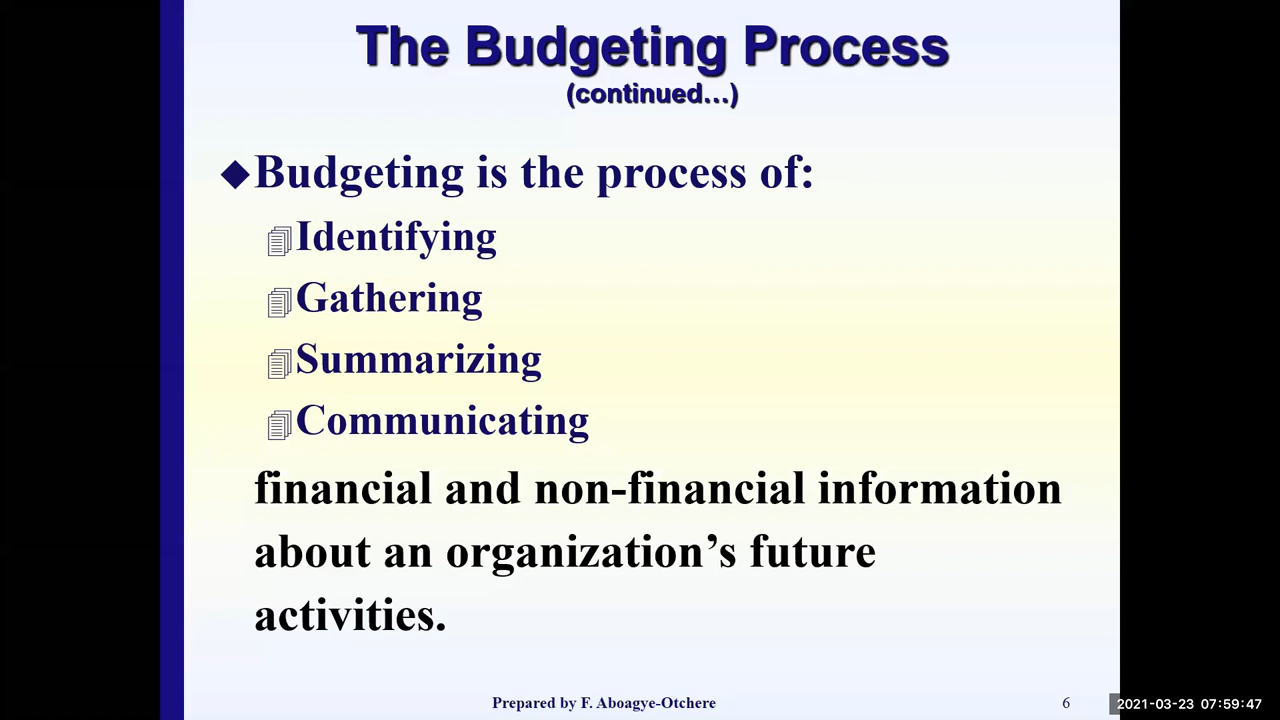 The Budgeting Process
(continued…)
Budgeting is the process of:
Identifying
Gathering
Summarizing
Communicating
financial and non-financial information
about an organization’s future
activities.
Prepared by F. Aboagye-Otchere
6
2021-03-23 07:59:47